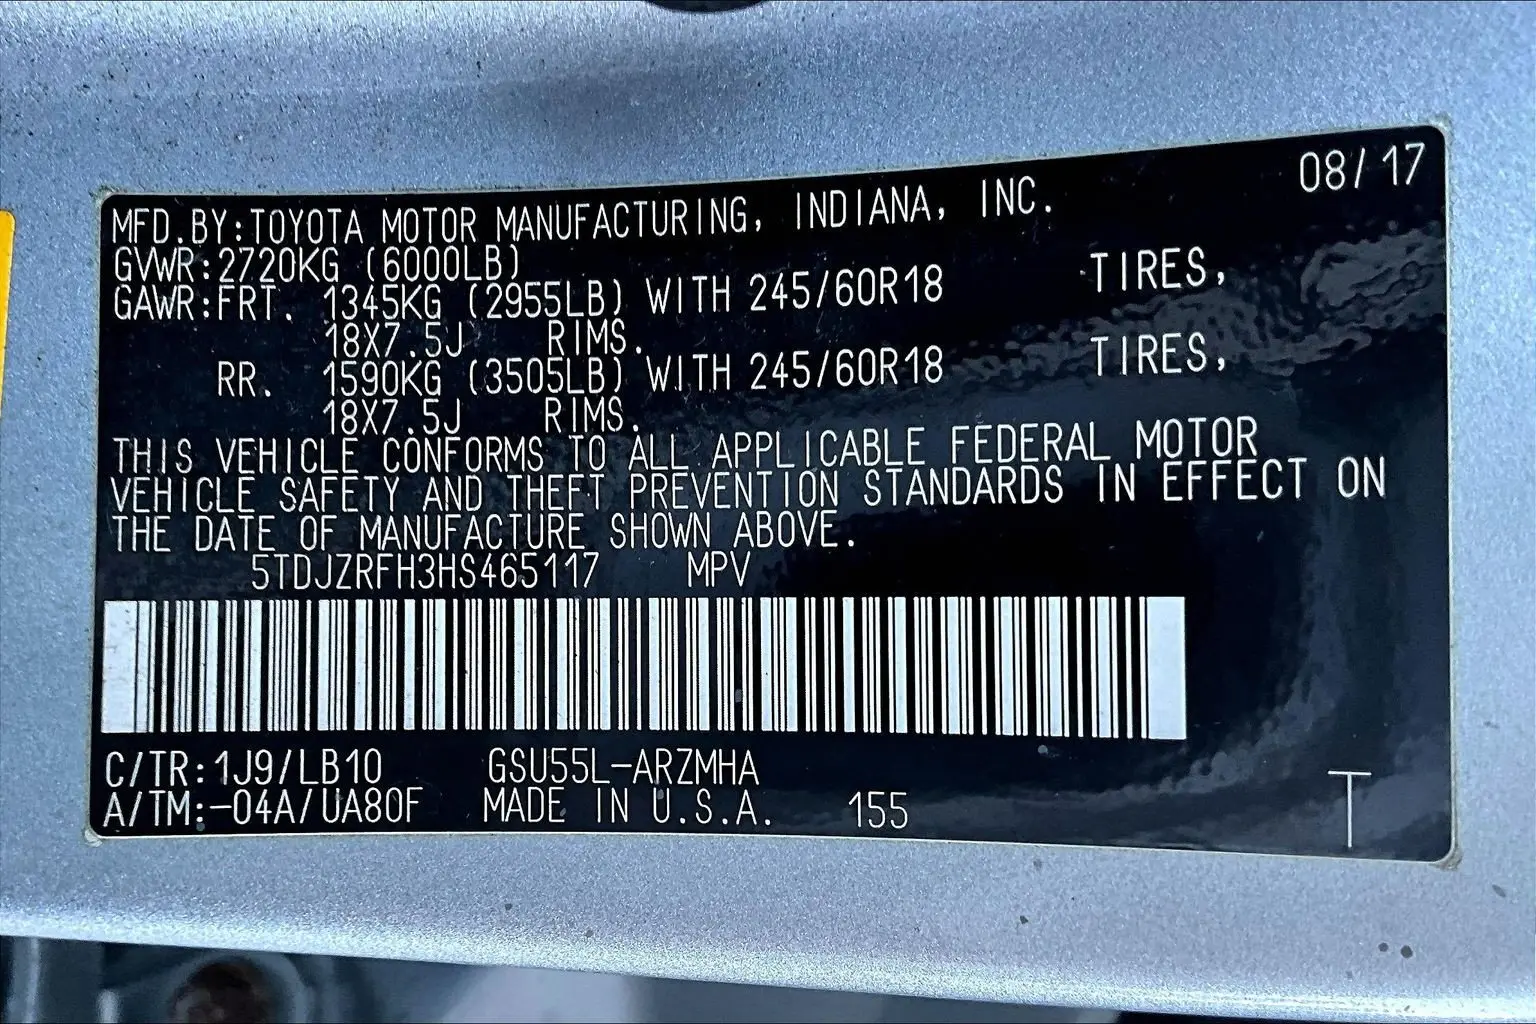 08/17
MFD.BY:TOYOTA MOTOR MANUFACTURING, INDIANA, INC.
GVWR:2720KG (6000LB)
GAWR:FRT. 1345KG (2955LB) WITH 245/60R18 TIRES,
18X7.5J RIMS.
RR. 1590KG (3505LB) WITH 245/60R18 TIRES,
18X7.5J RIMS.
THIS VEHICLE CONFORMS TO ALL APPLICABLE FEDERAL MOTOR
VEHICLE SAFETY AND THEFT PREVENTION STANDARDS IN EFFECT ON
THE DATE OF MANUFACTURE SHOWN ABOVE.
5TDJZRFH3HS465117 MPV
C/TR:1J9/LB10 GSU55L-ARZMHA
A/TM:-04A/UA80F MADE IN U.S.A. 155
T